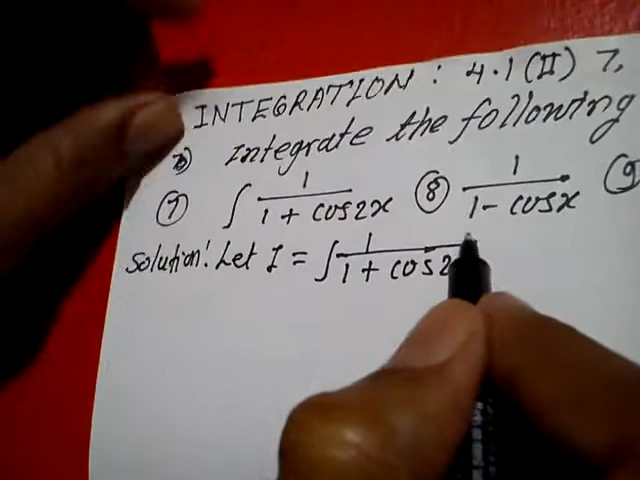 INTEGRATION: 4.1 (II) 7,
Integrate the following
⑦ ∫ 1/(1 + cos2x) ⑧ 1/(1 - cosx) ⑨
Solution: Let I = ∫ 1/(1 + cos2